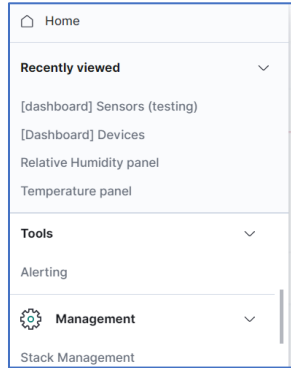 Home
Recently viewed
[dashboard] Sensors (testing)
[Dashboard] Devices
Relative Humidity panel
Temperature panel
Tools
Alerting
Management
Stack Management